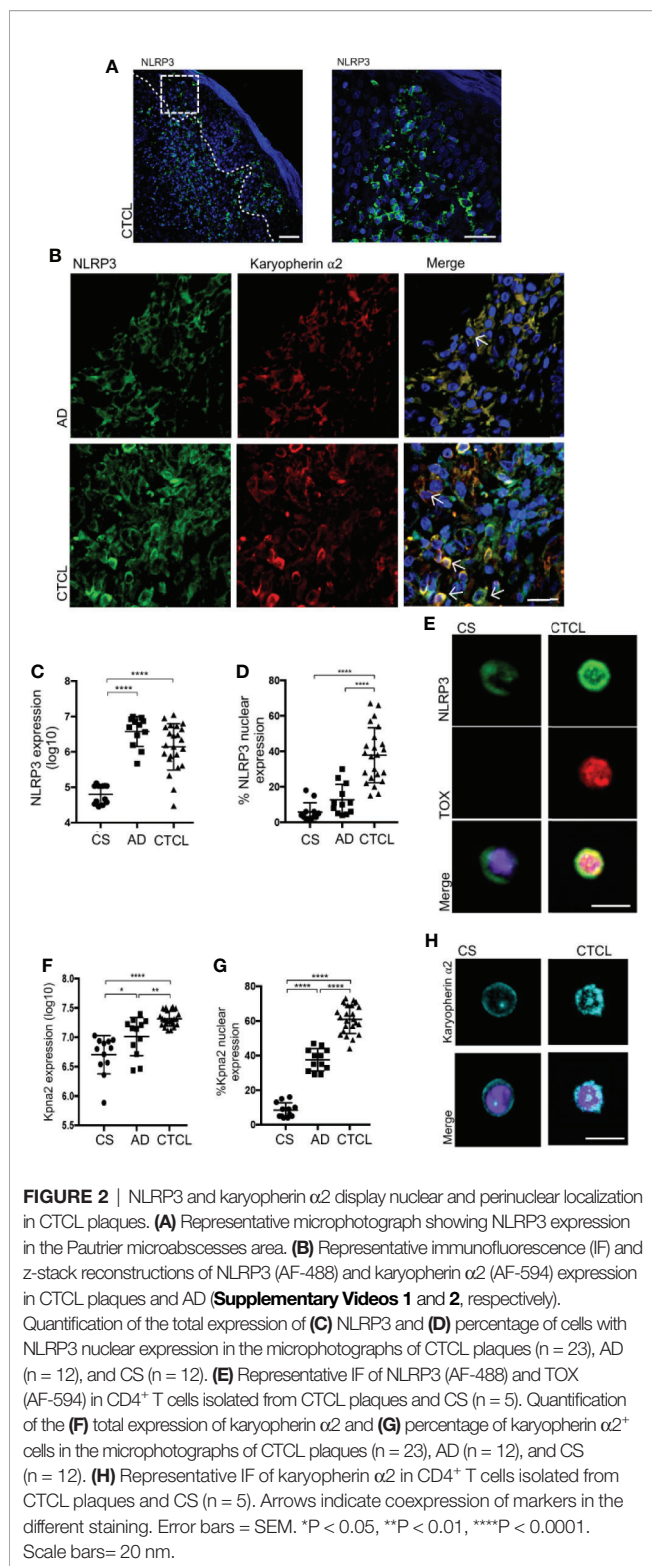 NLRP3
NLRP3
A
CTCL
B
NLRP3
Karyopherin α2
Merge
AD
CTCL
C
****
****
NLRP3 expression
(log10)
7
6
5
4
CS
AD
CTCL
D
****
****
% NLRP3 nuclear
expression
80
60
40
20
0
CS
AD
CTCL
E
CS
CTCL
NLRP3
TOX
Merge
F
****
*
**
Kpna2 expression (log10)
8.0
7.5
7.0
6.5
6.0
5.5
CS
AD
CTCL
G
****
****
****
%Kpna2 nuclear
expression
80
60
40
20
0
CS
AD
CTCL
H
CS
CTCL
Karyopherin α2
Merge
FIGURE 2 | NLRP3 and karyopherin α2 display nuclear and perinuclear localization
in CTCL plaques. (A) Representative microphotograph showing NLRP3 expression
in the Pautrier microabscesses area. (B) Representative immunofluorescence (IF) and
z-stack reconstructions of NLRP3 (AF-488) and karyopherin α2 (AF-594) expression
in CTCL plaques and AD (Supplementary Videos 1 and 2, respectively).
Quantification of the total expression of (C) NLRP3 and (D) percentage of cells with
NLRP3 nuclear expression in the microphotographs of CTCL plaques (n = 23), AD
(n = 12), and CS (n = 12). (E) Representative IF of NLRP3 (AF-488) and TOX
(AF-594) in CD4⁺ T cells isolated from CTCL plaques and CS (n = 5). Quantification
of the (F) total expression of karyopherin α2 and (G) percentage of karyopherin α2⁺
cells in the microphotographs of CTCL plaques (n = 23), AD (n = 12), and CS
(n = 12). (H) Representative IF of karyopherin α2 in CD4⁺ T cells isolated from
CTCL plaques and CS (n = 5). Arrows indicate coexpression of markers in the
different staining. Error bars = SEM. *P < 0.05, **P < 0.01, ****P < 0.0001.
Scale bars= 20 nm.